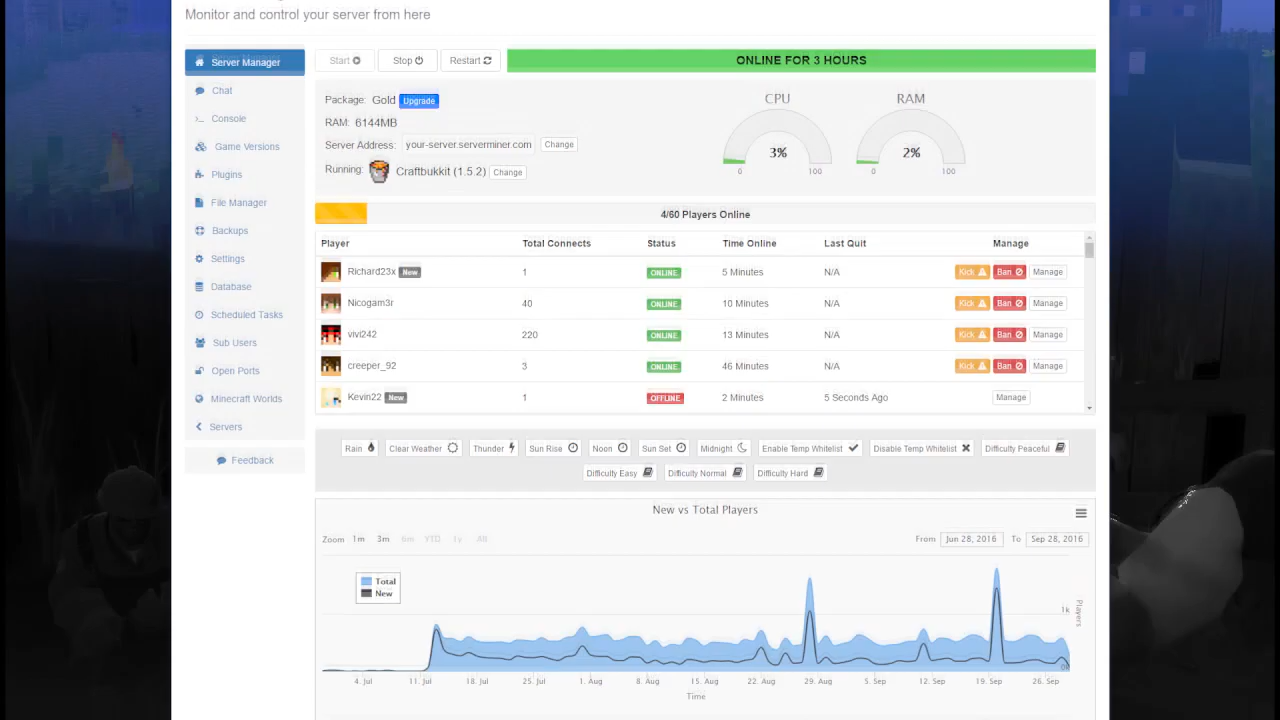 Monitor and control your server from here
Server Manager
Chat
Console
Game Versions
Plugins
File Manager
Backups
Settings
Database
Scheduled Tasks
Sub Users
Open Ports
Minecraft Worlds
Servers
Feedback
Start Stop Restart ONLINE FOR 3 HOURS
Package: Gold Upgrade
RAM: 6144MB
Server Address: your-server.serverminer.com Change
Running: Craftbukkit (1.5.2) Change
CPU RAM
3% 2%
0 100 0 100
4/60 Players Online
Player Total Connects Status Time Online Last Quit Manage
Richard23x New 1 ONLINE 5 Minutes N/A Kick Ban Manage
Nicogam3r 40 ONLINE 10 Minutes N/A Kick Ban Manage
vivi242 220 ONLINE 13 Minutes N/A Kick Ban Manage
creeper_92 3 ONLINE 46 Minutes N/A Kick Ban Manage
Kevin22 New 1 OFFLINE 2 Minutes 5 Seconds Ago Manage
Rain Clear Weather Thunder Sun Rise Noon Sun Set Midnight Enable Temp Whitelist Disable Temp Whitelist Difficulty Peaceful
Difficulty Easy Difficulty Normal Difficulty Hard
New vs Total Players
Zoom 1m 3m 6m YTD 1y All From Jun 28, 2016 To Sep 28, 2016
Total
New
1k
Players
0k
4. Jul 11. Jul 18. Jul 25. Jul 1. Aug 8. Aug 15. Aug 22. Aug 29. Aug 5. Sep 12. Sep 19. Sep 26. Sep
Time